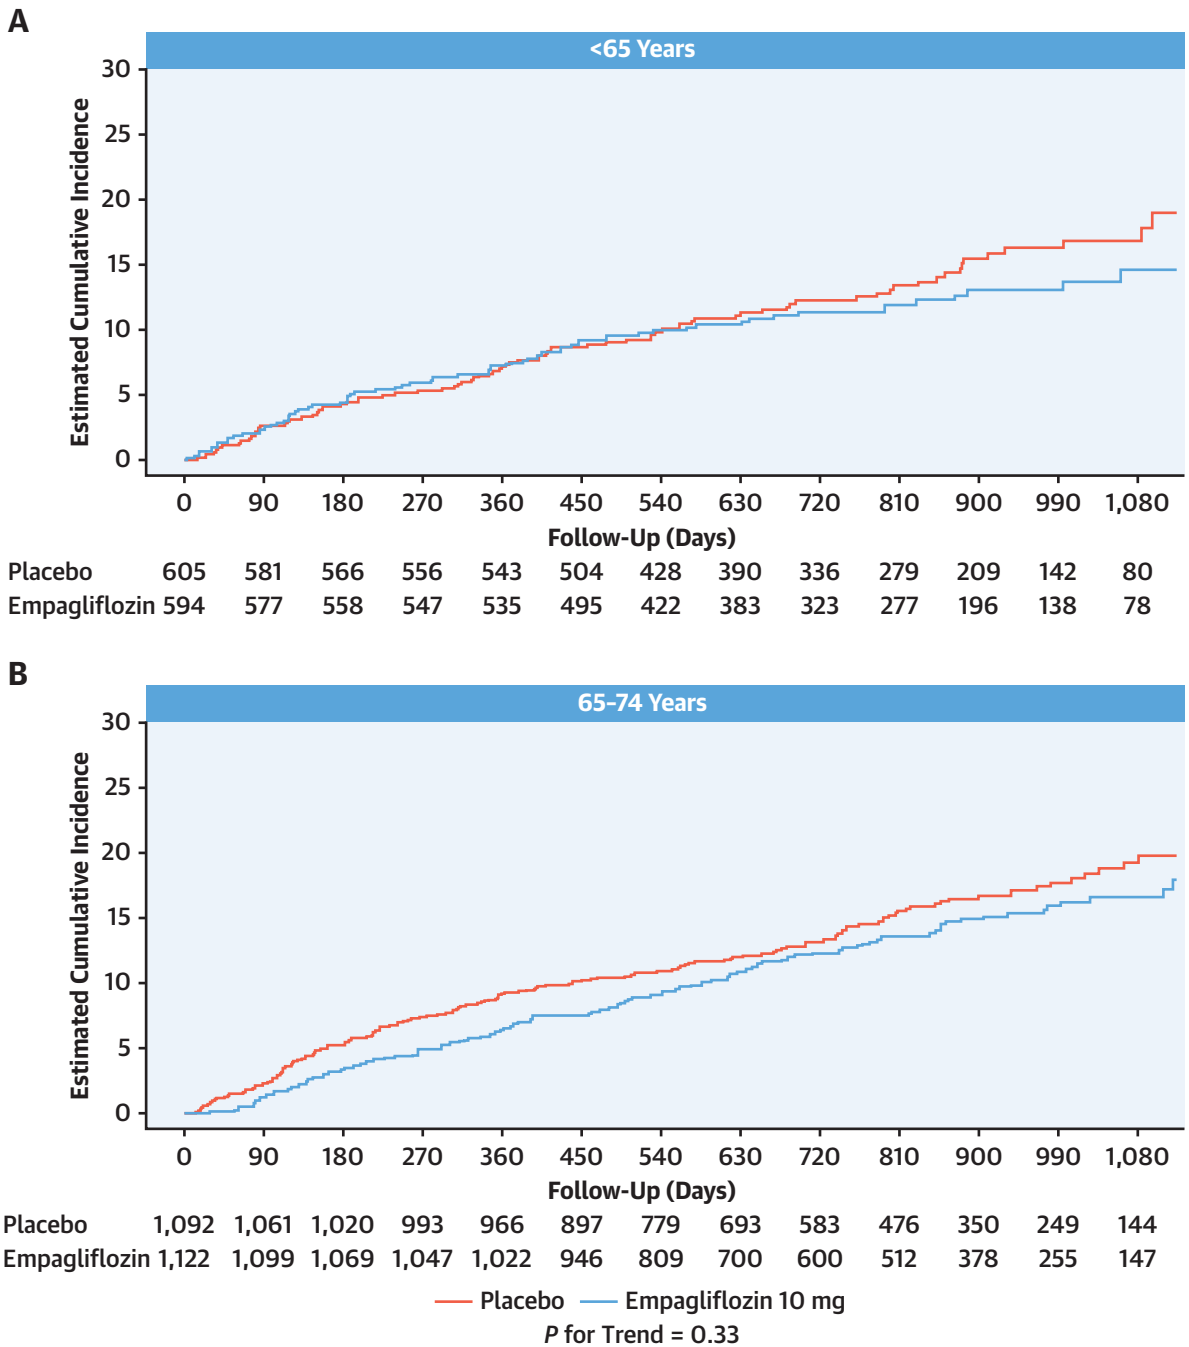 A
<65 Years
Estimated Cumulative Incidence
30
25
20
15
10
5
0
0 90 180 270 360 450 540 630 720 810 900 990 1,080
Follow-Up (Days)
Placebo 605 581 566 556 543 504 428 390 336 279 209 142 80
Empagliflozin 594 577 558 547 535 495 422 383 323 277 196 138 78
B
65–74 Years
Estimated Cumulative Incidence
30
25
20
15
10
5
0
0 90 180 270 360 450 540 630 720 810 900 990 1,080
Follow-Up (Days)
Placebo 1,092 1,061 1,020 993 966 897 779 693 583 476 350 249 144
Empagliflozin 1,122 1,099 1,069 1,047 1,022 946 809 700 600 512 378 255 147
Placebo Empagliflozin 10 mg
P for Trend = 0.33